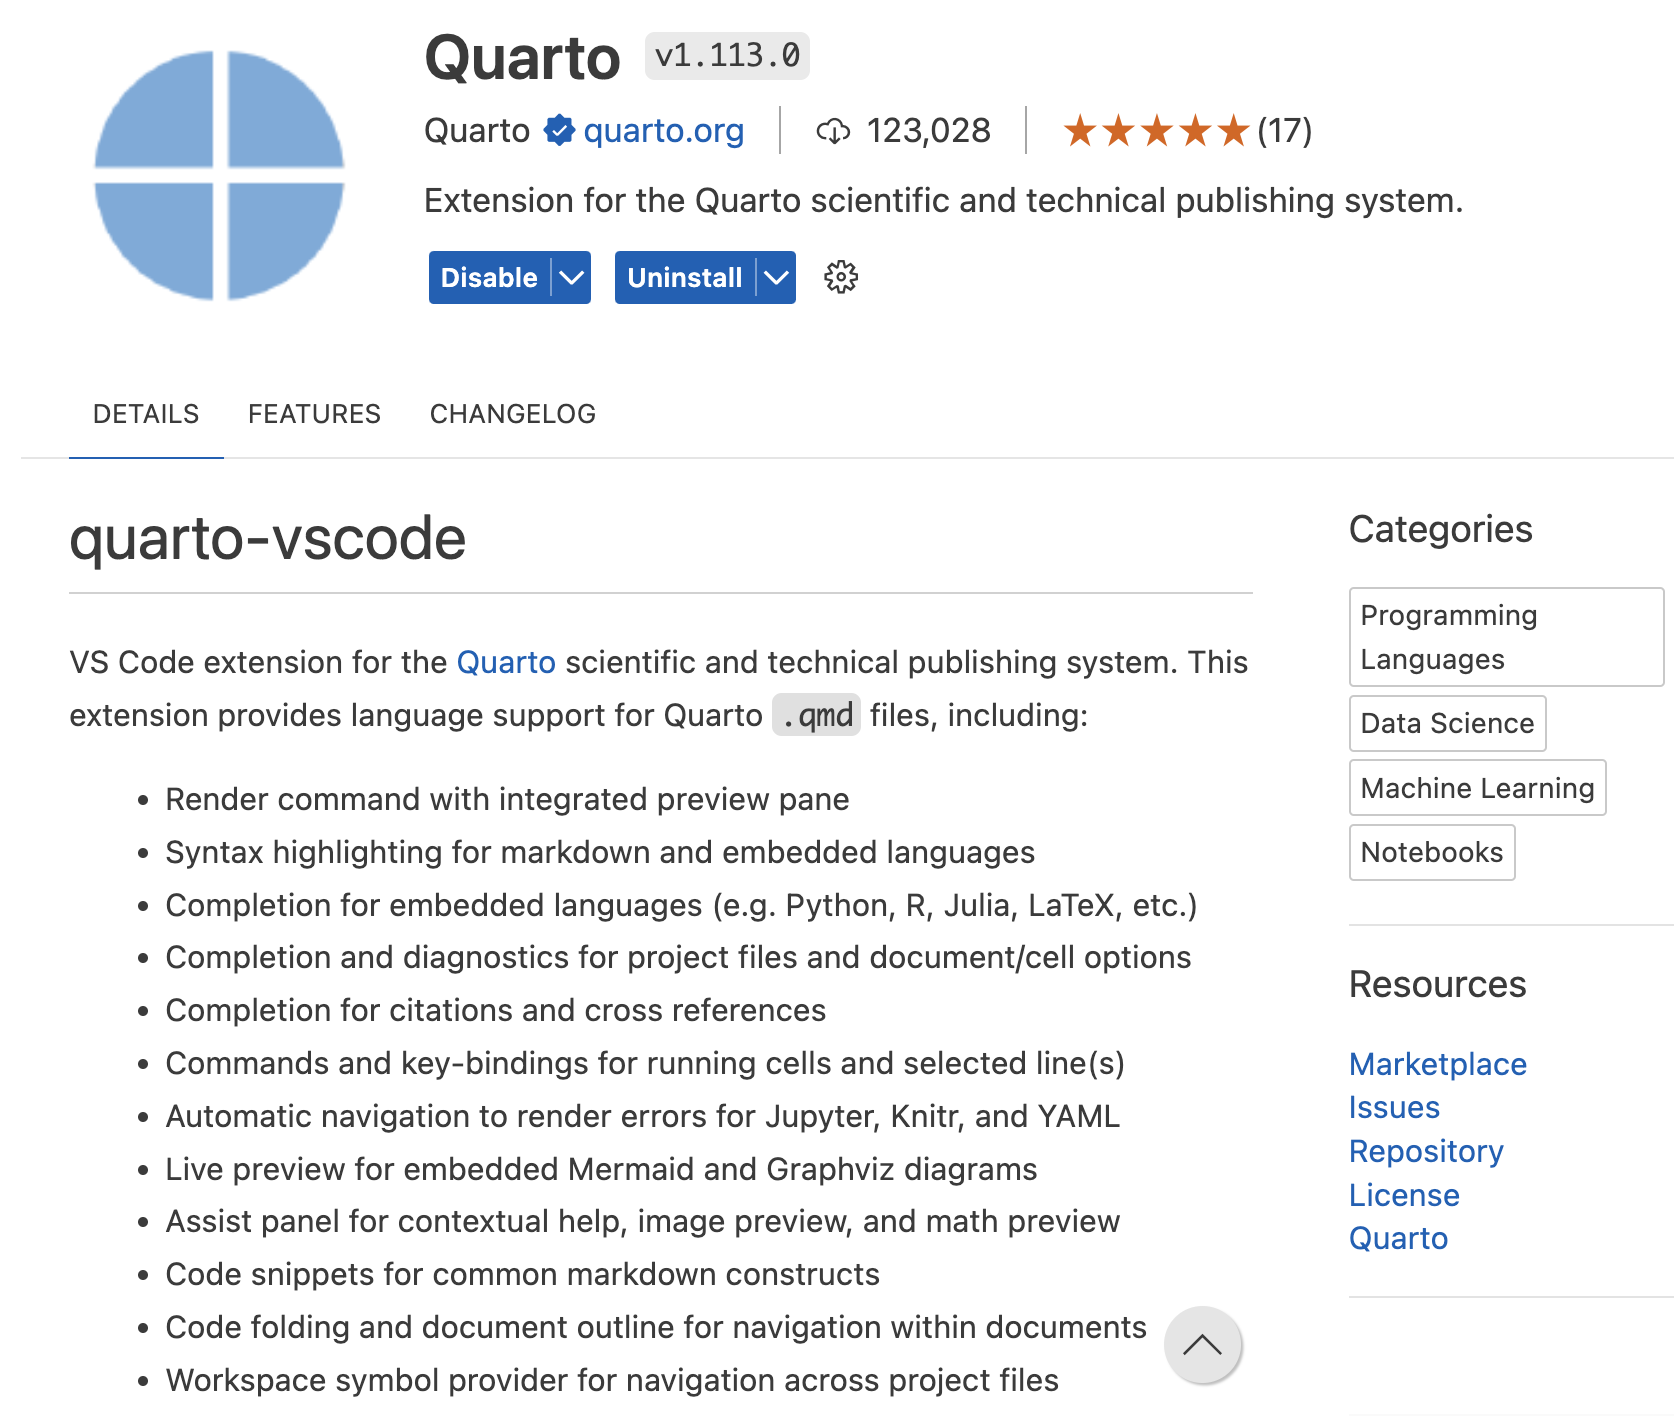 Quarto v1.113.0
Quarto quarto.org 123,028 (17)
Extension for the Quarto scientific and technical publishing system.
Disable Uninstall
DETAILS FEATURES CHANGELOG
quarto-vscode
VS Code extension for the Quarto scientific and technical publishing system. This
extension provides language support for Quarto .qmd files, including:
• Render command with integrated preview pane
• Syntax highlighting for markdown and embedded languages
• Completion for embedded languages (e.g. Python, R, Julia, LaTeX, etc.)
• Completion and diagnostics for project files and document/cell options
• Completion for citations and cross references
• Commands and key-bindings for running cells and selected line(s)
• Automatic navigation to render errors for Jupyter, Knitr, and YAML
• Live preview for embedded Mermaid and Graphviz diagrams
• Assist panel for contextual help, image preview, and math preview
• Code snippets for common markdown constructs
• Code folding and document outline for navigation within documents
• Workspace symbol provider for navigation across project files
Categories
Programming
Languages
Data Science
Machine Learning
Notebooks
Resources
Marketplace
Issues
Repository
License
Quarto